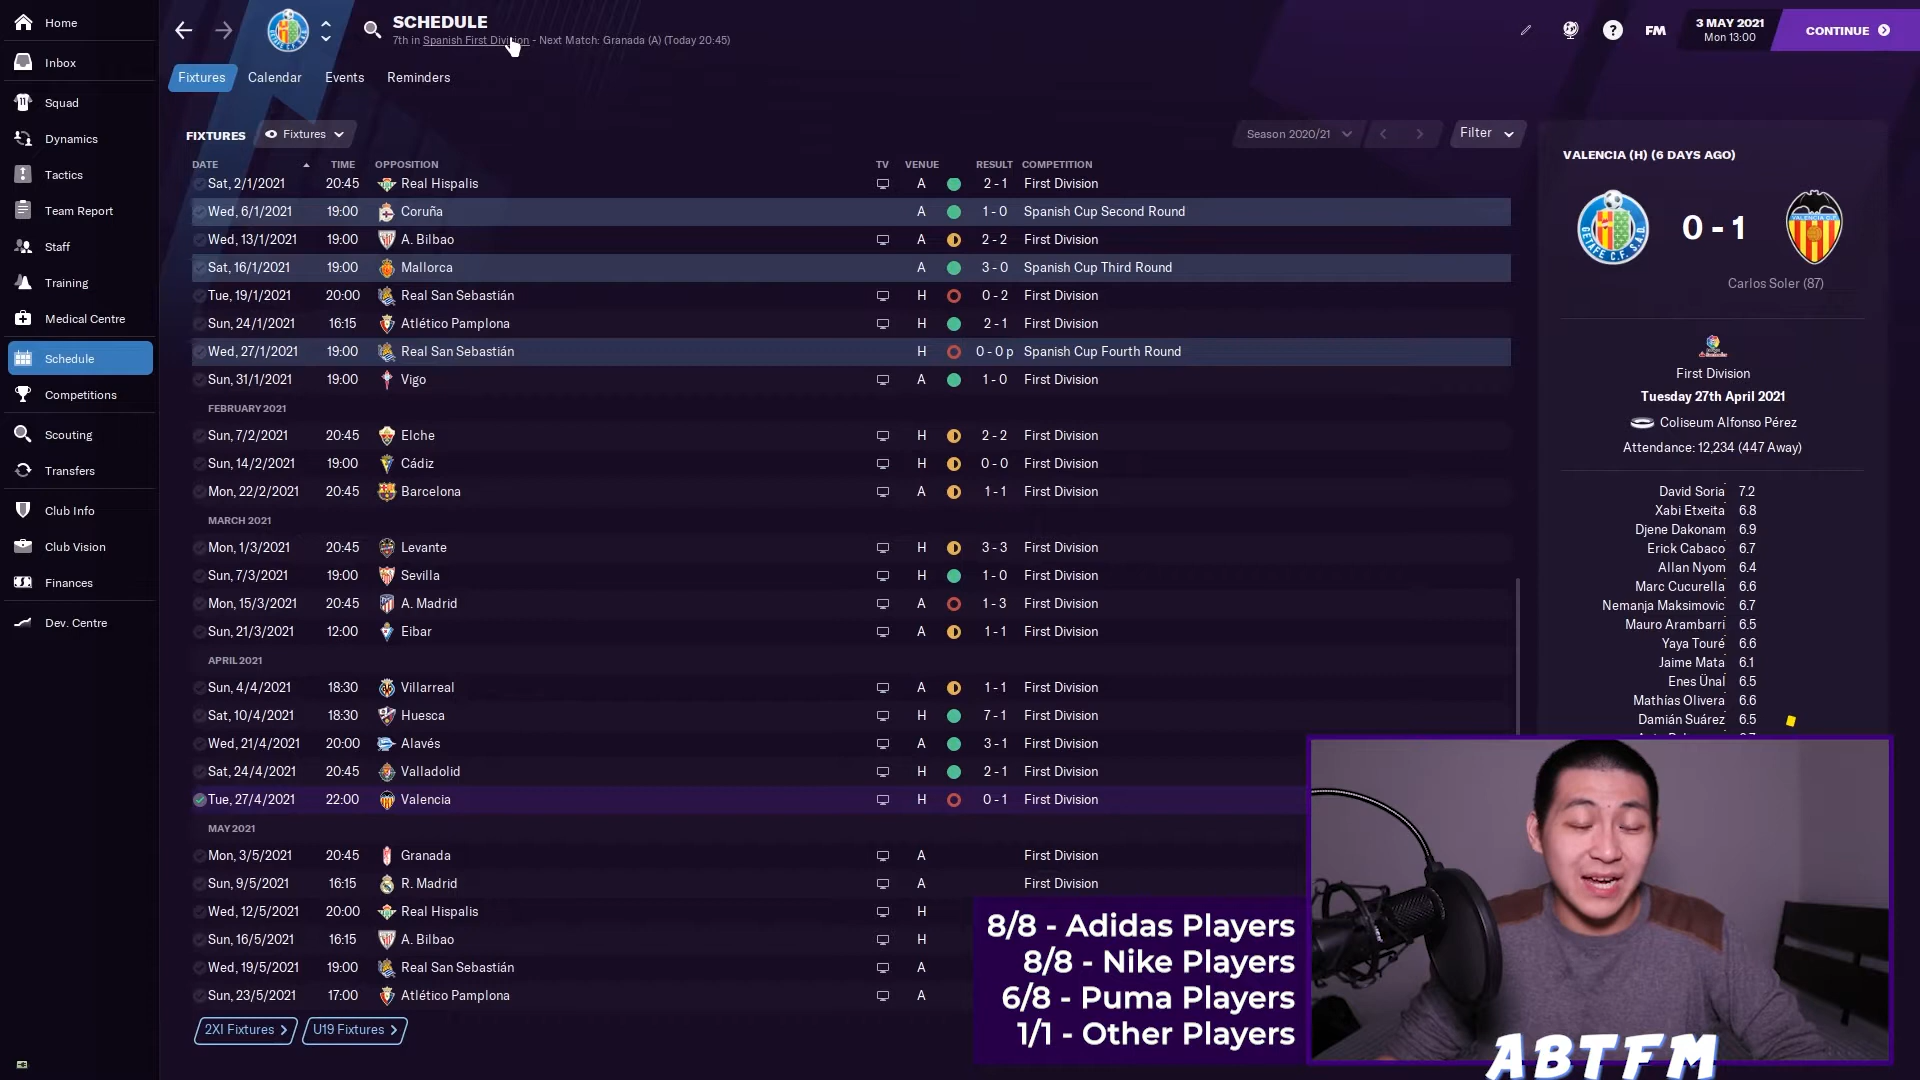 Home
Inbox
Squad
Dynamics
Tactics
Team Report
Staff
Training
Medical Centre
Schedule
Competitions
Scouting
Transfers
Club Info
Club Vision
Finances
Dev. Centre
SCHEDULE
7th in Spanish First Division - Next Match: Granada (A) (Today 20:45)
FM
3 MAY 2021
Mon 13:00
CONTINUE
Fixtures Calendar Events Reminders
FIXTURES Fixtures Season 2020/21 Filter
DATE TIME OPPOSITION TV VENUE RESULT COMPETITION
Sat, 2/1/2021 20:45 Real Hispalis A 2 - 1 First Division
Wed, 6/1/2021 19:00 Coruña A 1 - 0 Spanish Cup Second Round
Wed, 13/1/2021 19:00 A. Bilbao A 2 - 2 First Division
Sat, 16/1/2021 19:00 Mallorca A 3 - 0 Spanish Cup Third Round
Tue, 19/1/2021 20:00 Real San Sebastián H 0 - 2 First Division
Sun, 24/1/2021 16:15 Atlético Pamplona H 2 - 1 First Division
Wed, 27/1/2021 19:00 Real San Sebastián H 0 - 0 p Spanish Cup Fourth Round
Sun, 31/1/2021 19:00 Vigo A 1 - 0 First Division
FEBRUARY 2021
Sun, 7/2/2021 20:45 Elche H 2 - 2 First Division
Sun, 14/2/2021 19:00 Cádiz H 0 - 0 First Division
Mon, 22/2/2021 20:45 Barcelona A 1 - 1 First Division
MARCH 2021
Mon, 1/3/2021 20:45 Levante H 3 - 3 First Division
Sun, 7/3/2021 19:00 Sevilla H 1 - 0 First Division
Mon, 15/3/2021 20:45 A. Madrid A 1 - 3 First Division
Sun, 21/3/2021 12:00 Eibar A 1 - 1 First Division
APRIL 2021
Sun, 4/4/2021 18:30 Villarreal A 1 - 1 First Division
Sat, 10/4/2021 18:30 Huesca H 7 - 1 First Division
Wed, 21/4/2021 20:00 Alavés A 3 - 1 First Division
Sat, 24/4/2021 20:45 Valladolid H 2 - 1 First Division
Tue, 27/4/2021 22:00 Valencia H 0 - 1 First Division
MAY 2021
Mon, 3/5/2021 20:45 Granada A First Division
Sun, 9/5/2021 16:15 R. Madrid A First Division
Wed, 12/5/2021 20:00 Real Hispalis H
Sun, 16/5/2021 16:15 A. Bilbao H
Wed, 19/5/2021 19:00 Real San Sebastián A
Sun, 23/5/2021 17:00 Atlético Pamplona A
2XI Fixtures U19 Fixtures
VALENCIA (H) (6 DAYS AGO)
0 - 1
Carlos Soler (87)
First Division
Tuesday 27th April 2021
Coliseum Alfonso Pérez
Attendance: 12,234 (447 Away)
David Soria 7.2
Xabi Etxeita 6.8
Djene Dakonam 6.9
Erick Cabaco 6.7
Allan Nyom 6.4
Marc Cucurella 6.6
Nemanja Maksimovic 6.7
Mauro Arambarri 6.5
Yaya Touré 6.6
Jaime Mata 6.1
Enes Ünal 6.5
Mathías Olivera 6.6
Damián Suárez 6.5
8/8 - Adidas Players
8/8 - Nike Players
6/8 - Puma Players
1/1 - Other Players
ABTFM